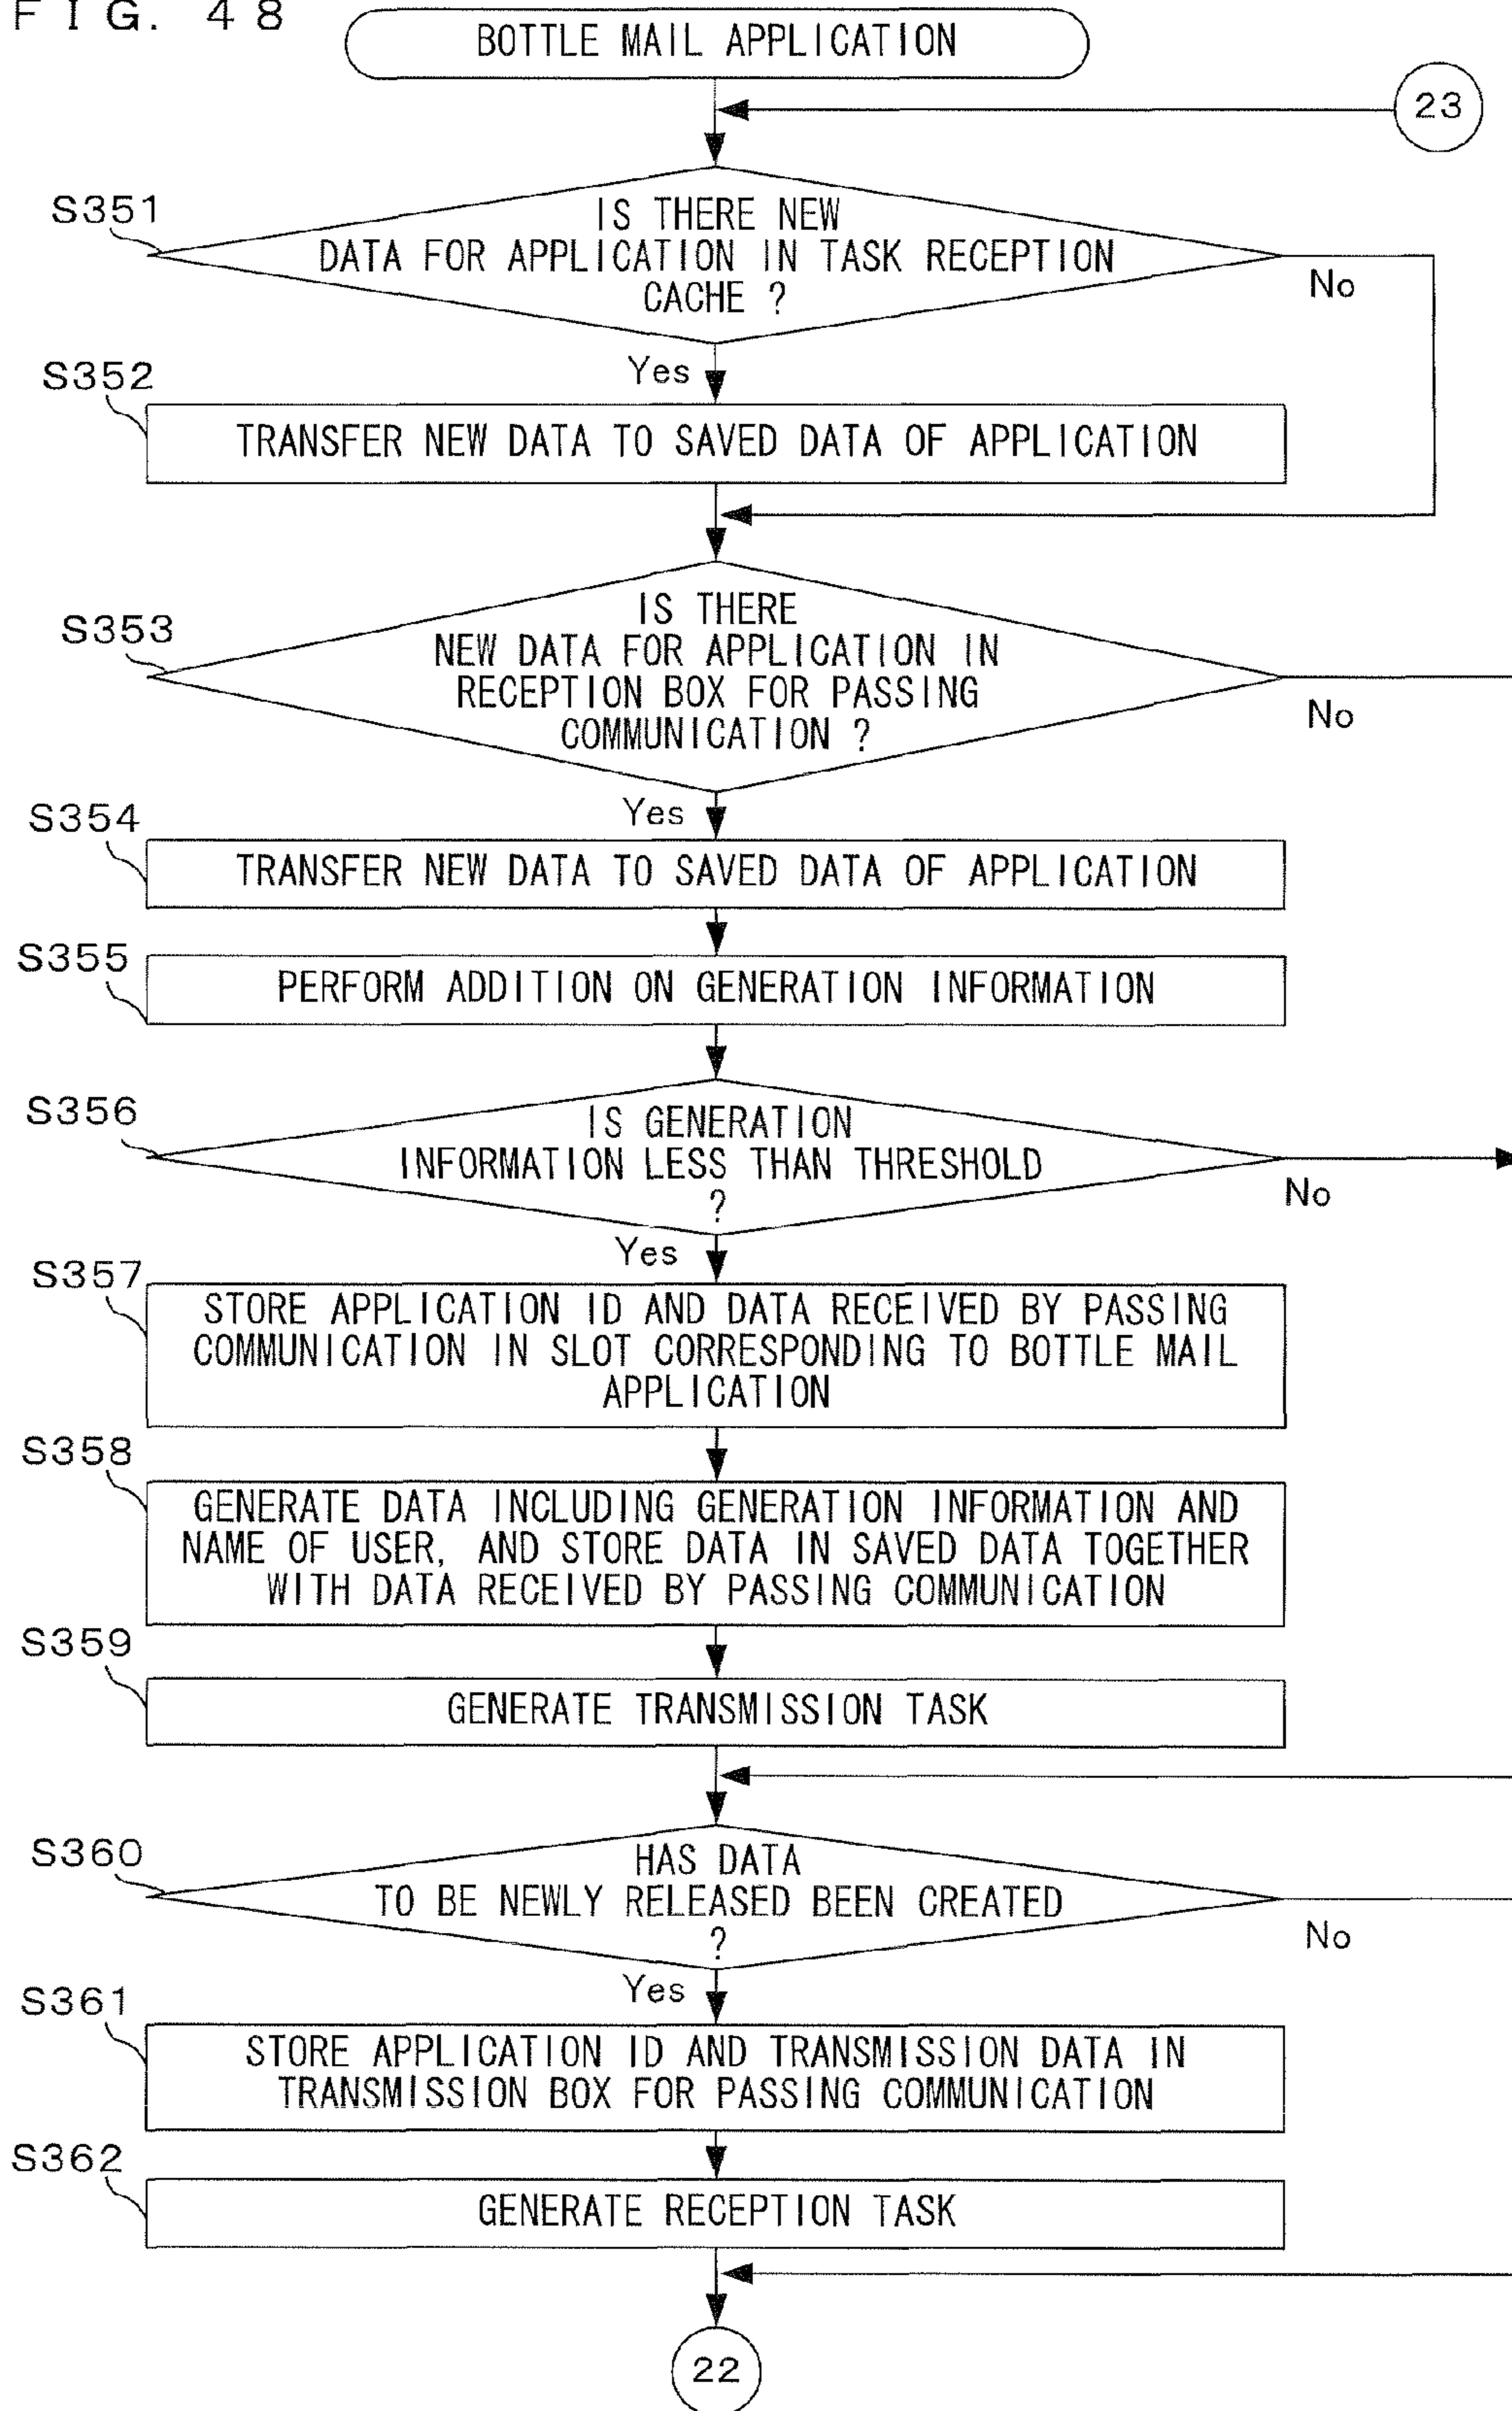 FIG. 48
BOTTLE MAIL APPLICATION
23
S351
IS THERE NEW
DATA FOR APPLICATION IN TASK RECEPTION
CACHE ?
No
Yes
S352
TRANSFER NEW DATA TO SAVED DATA OF APPLICATION
S353
IS THERE
NEW DATA FOR APPLICATION IN
RECEPTION BOX FOR PASSING
COMMUNICATION ?
No
Yes
S354
TRANSFER NEW DATA TO SAVED DATA OF APPLICATION
S355
PERFORM ADDITION ON GENERATION INFORMATION
S356
IS GENERATION
INFORMATION LESS THAN THRESHOLD
?
No
Yes
S357
STORE APPLICATION ID AND DATA RECEIVED BY PASSING
COMMUNICATION IN SLOT CORRESPONDING TO BOTTLE MAIL
APPLICATION
S358
GENERATE DATA INCLUDING GENERATION INFORMATION AND
NAME OF USER, AND STORE DATA IN SAVED DATA TOGETHER
WITH DATA RECEIVED BY PASSING COMMUNICATION
S359
GENERATE TRANSMISSION TASK
S360
HAS DATA
TO BE NEWLY RELEASED BEEN CREATED
?
No
Yes
S361
STORE APPLICATION ID AND TRANSMISSION DATA IN
TRANSMISSION BOX FOR PASSING COMMUNICATION
S362
GENERATE RECEPTION TASK
22